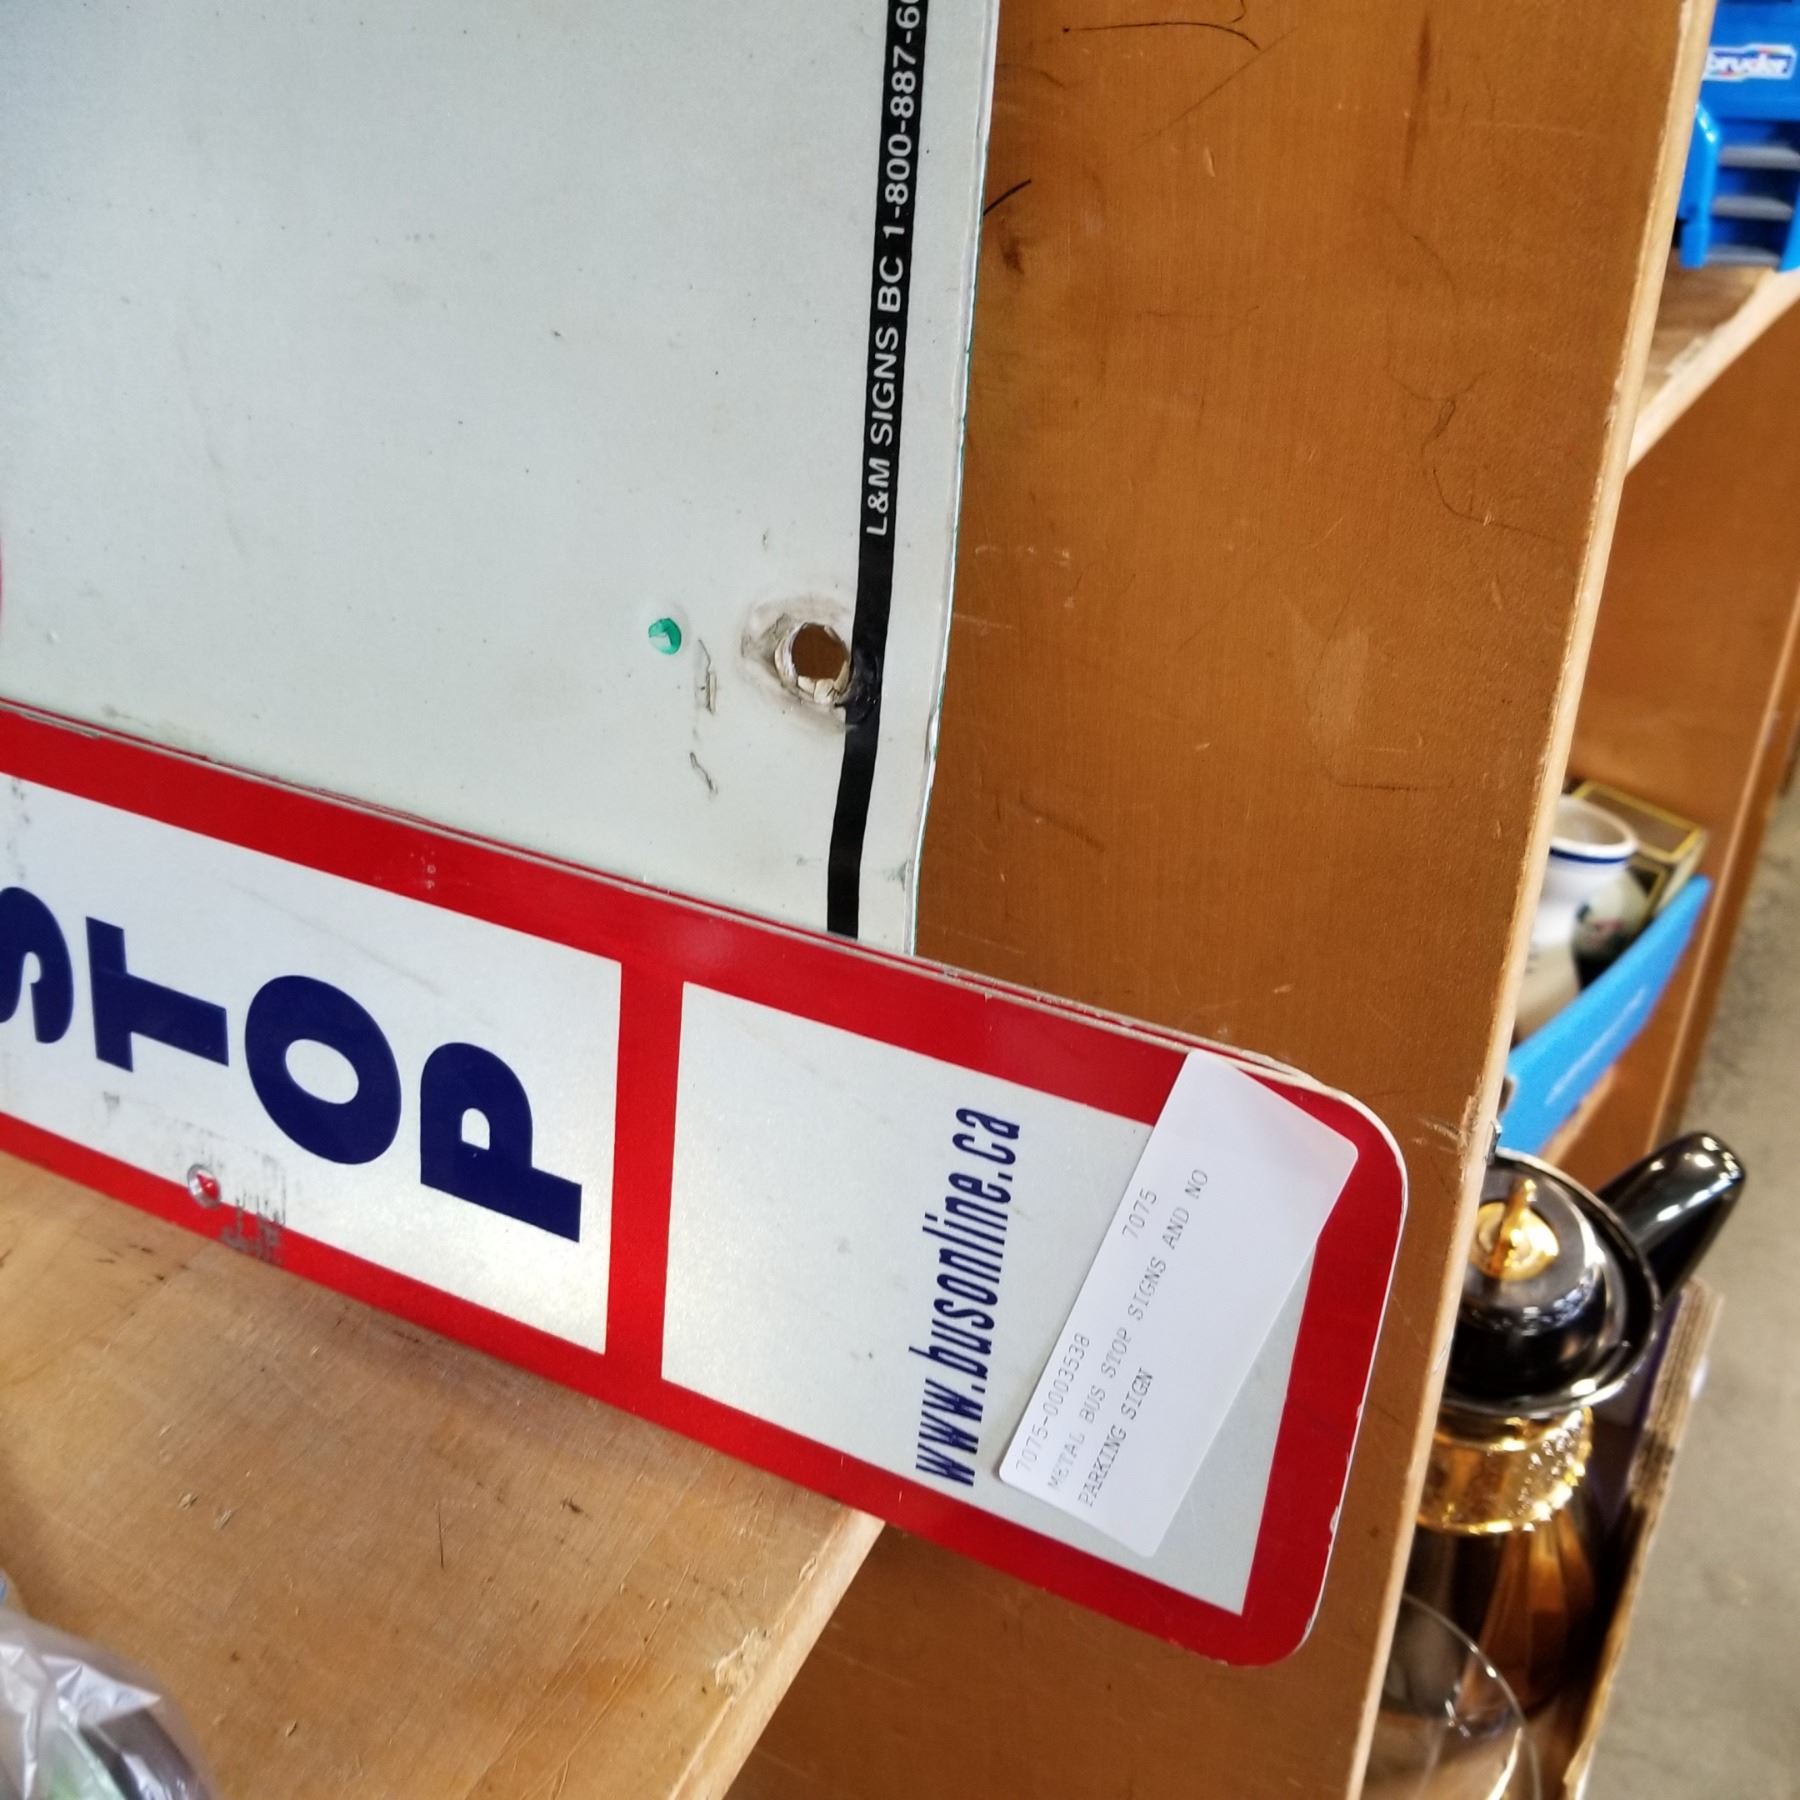 L&M SIGNS BC 1-800-887-6
STOP
www.busonline.ca
7075
7075-0003538
METAL BUS STOP SIGNS AND NO
PARKING SIGN
bruder